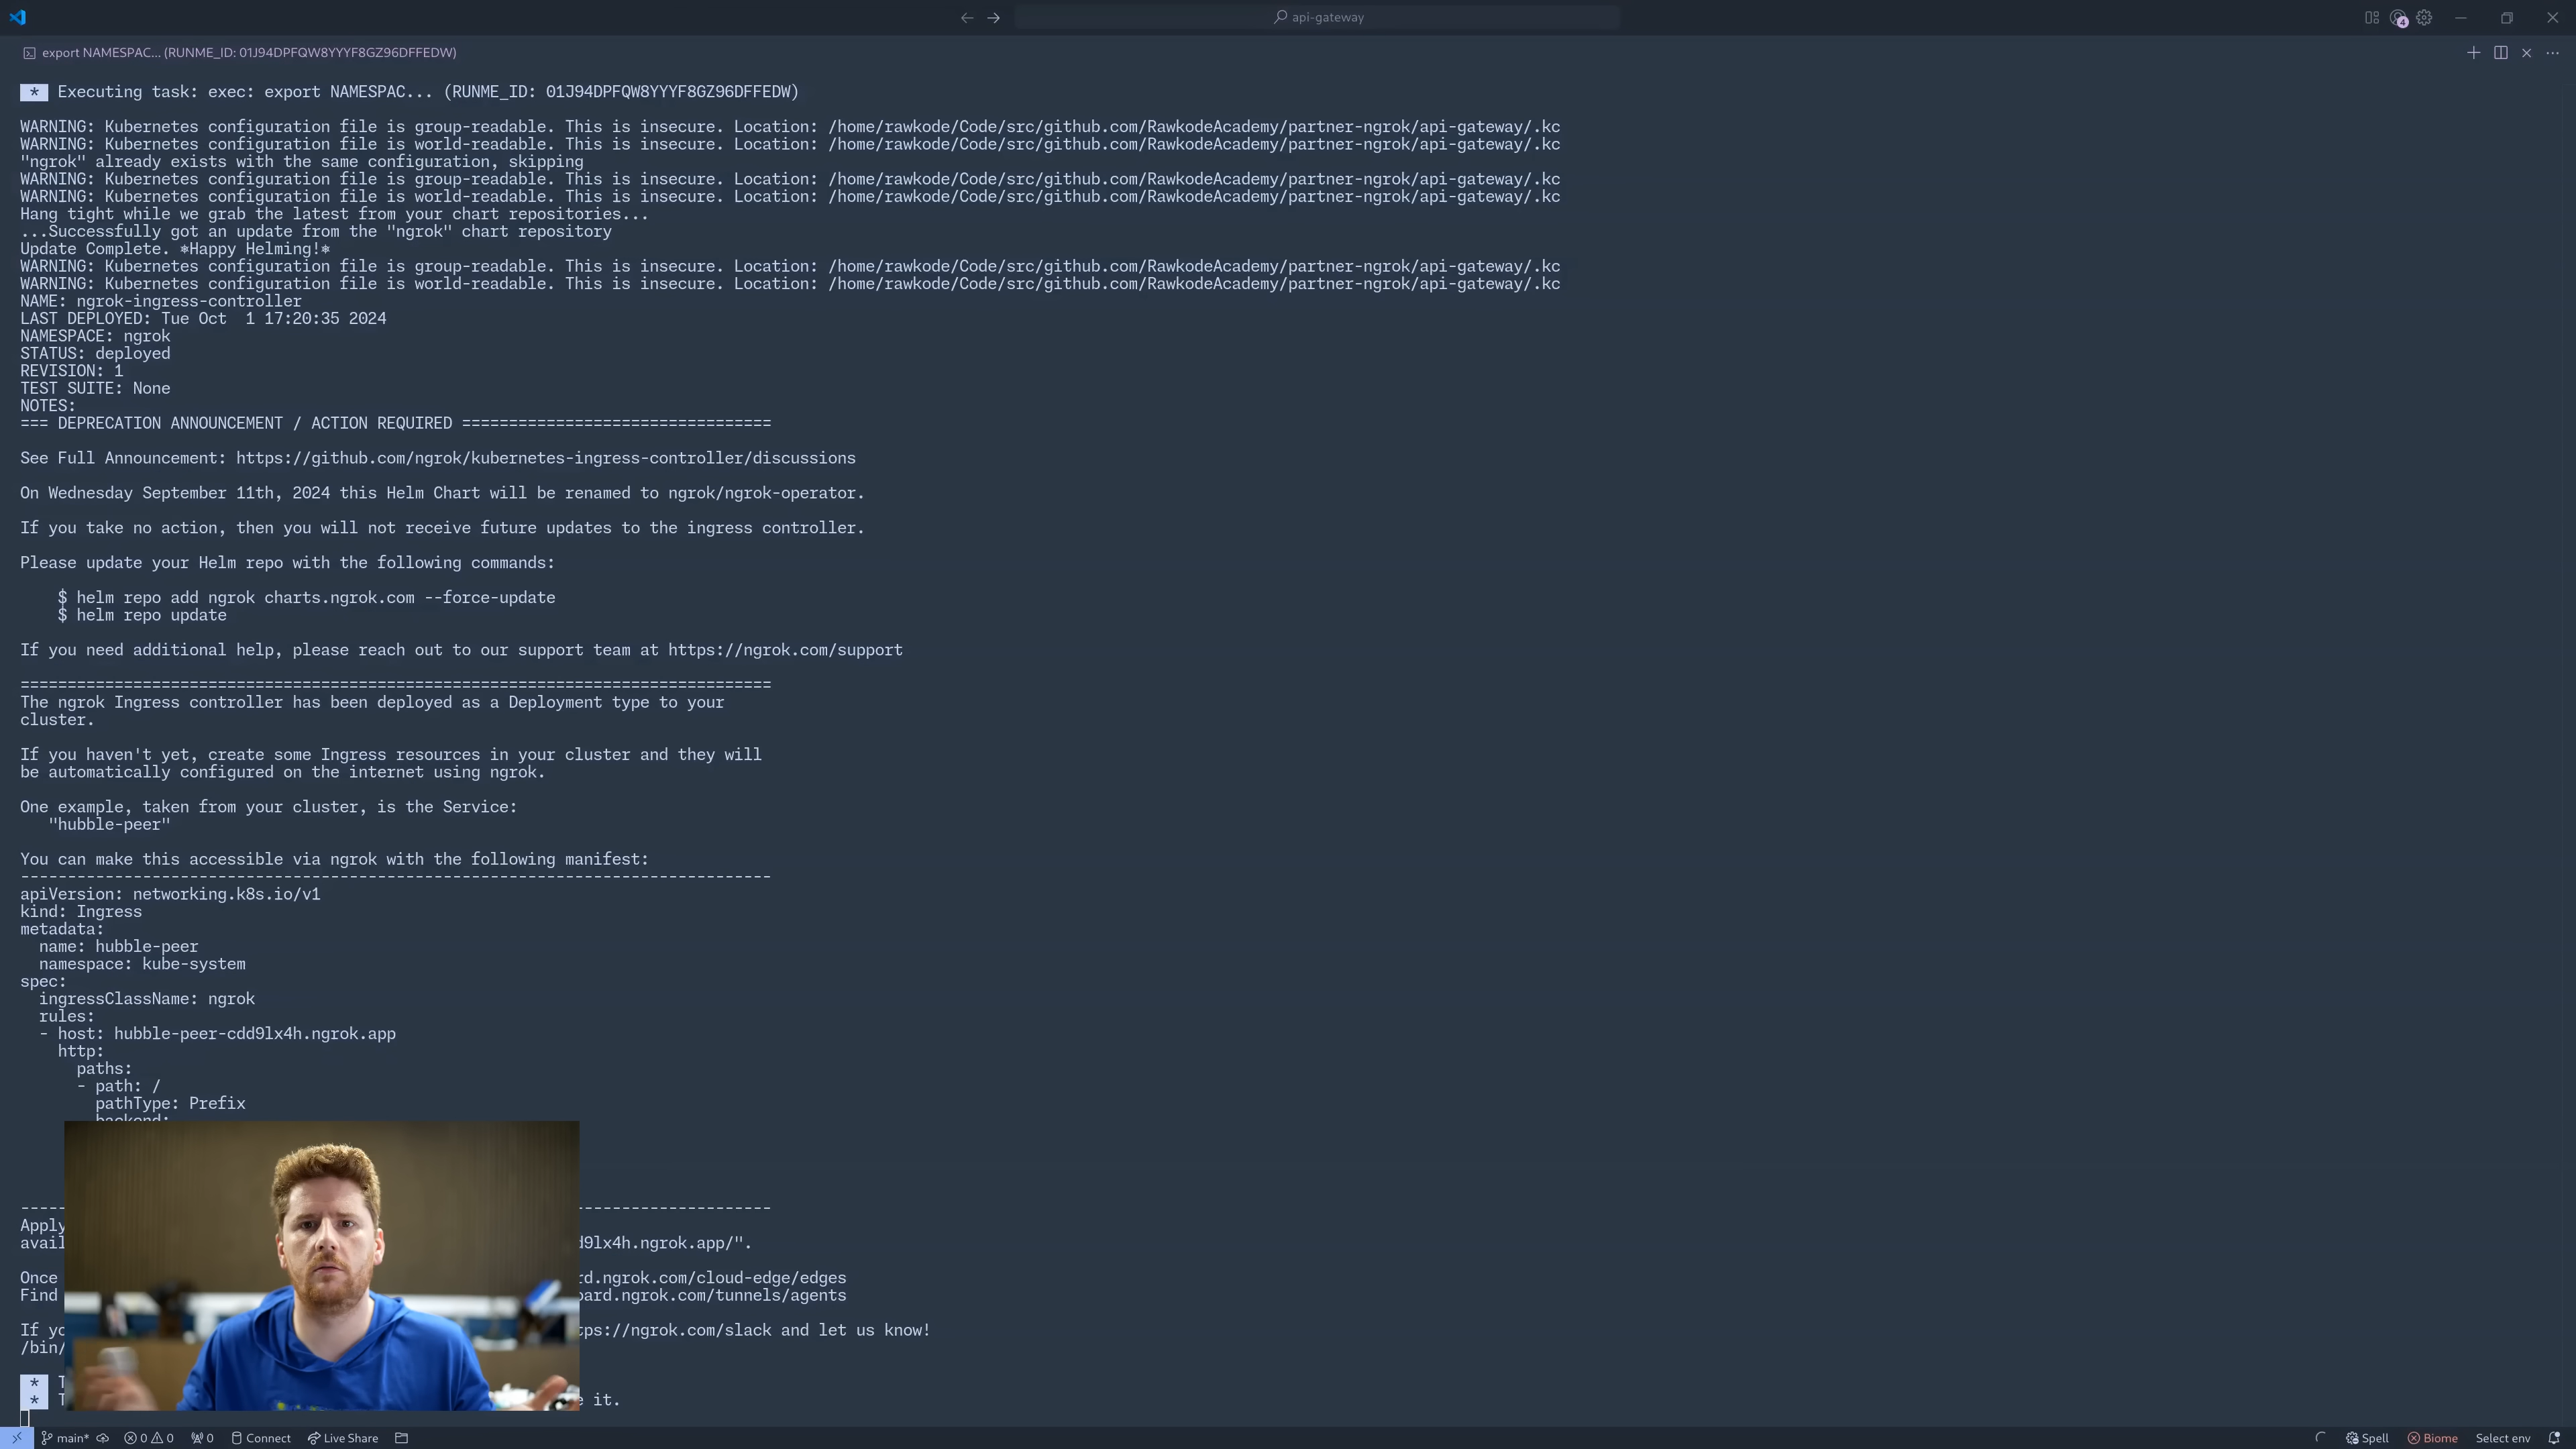 api-gateway
4
export NAMESPAC... (RUNME_ID: 01J94DPFQW8YYYF8GZ96DFFEDW)
* Executing task: exec: export NAMESPAC... (RUNME_ID: 01J94DPFQW8YYYF8GZ96DFFEDW)
WARNING: Kubernetes configuration file is group-readable. This is insecure. Location: /home/rawkode/Code/src/github.com/RawkodeAcademy/partner-ngrok/api-gateway/.kc
WARNING: Kubernetes configuration file is world-readable. This is insecure. Location: /home/rawkode/Code/src/github.com/RawkodeAcademy/partner-ngrok/api-gateway/.kc
"ngrok" already exists with the same configuration, skipping
WARNING: Kubernetes configuration file is group-readable. This is insecure. Location: /home/rawkode/Code/src/github.com/RawkodeAcademy/partner-ngrok/api-gateway/.kc
WARNING: Kubernetes configuration file is world-readable. This is insecure. Location: /home/rawkode/Code/src/github.com/RawkodeAcademy/partner-ngrok/api-gateway/.kc
Hang tight while we grab the latest from your chart repositories...
...Successfully got an update from the "ngrok" chart repository
Update Complete. ⎈Happy Helming!⎈
WARNING: Kubernetes configuration file is group-readable. This is insecure. Location: /home/rawkode/Code/src/github.com/RawkodeAcademy/partner-ngrok/api-gateway/.kc
WARNING: Kubernetes configuration file is world-readable. This is insecure. Location: /home/rawkode/Code/src/github.com/RawkodeAcademy/partner-ngrok/api-gateway/.kc
NAME: ngrok-ingress-controller
LAST DEPLOYED: Tue Oct  1 17:20:35 2024
NAMESPACE: ngrok
STATUS: deployed
REVISION: 1
TEST SUITE: None
NOTES:
=== DEPRECATION ANNOUNCEMENT / ACTION REQUIRED =================================
See Full Announcement: https://github.com/ngrok/kubernetes-ingress-controller/discussions
On Wednesday September 11th, 2024 this Helm Chart will be renamed to ngrok/ngrok-operator.
If you take no action, then you will not receive future updates to the ingress controller.
Please update your Helm repo with the following commands:
$ helm repo add ngrok charts.ngrok.com --force-update
$ helm repo update
If you need additional help, please reach out to our support team at https://ngrok.com/support
================================================================================
The ngrok Ingress controller has been deployed as a Deployment type to your
cluster.
If you haven't yet, create some Ingress resources in your cluster and they will
be automatically configured on the internet using ngrok.
One example, taken from your cluster, is the Service:
"hubble-peer"
You can make this accessible via ngrok with the following manifest:
--------------------------------------------------------------------------------
apiVersion: networking.k8s.io/v1
kind: Ingress
metadata:
name: hubble-peer
namespace: kube-system
spec:
ingressClassName: ngrok
rules:
- host: hubble-peer-cdd9lx4h.ngrok.app
http:
paths:
- path: /
pathType: Prefix
backend:
Apply
avail d9lx4h.ngrok.app/".
Once rd.ngrok.com/cloud-edge/edges
Find oard.ngrok.com/tunnels/agents
If yo tps://ngrok.com/slack and let us know!
/bin/
* T
* T e it.
main* 0 0 0 Connect Live Share Spell Biome Select env